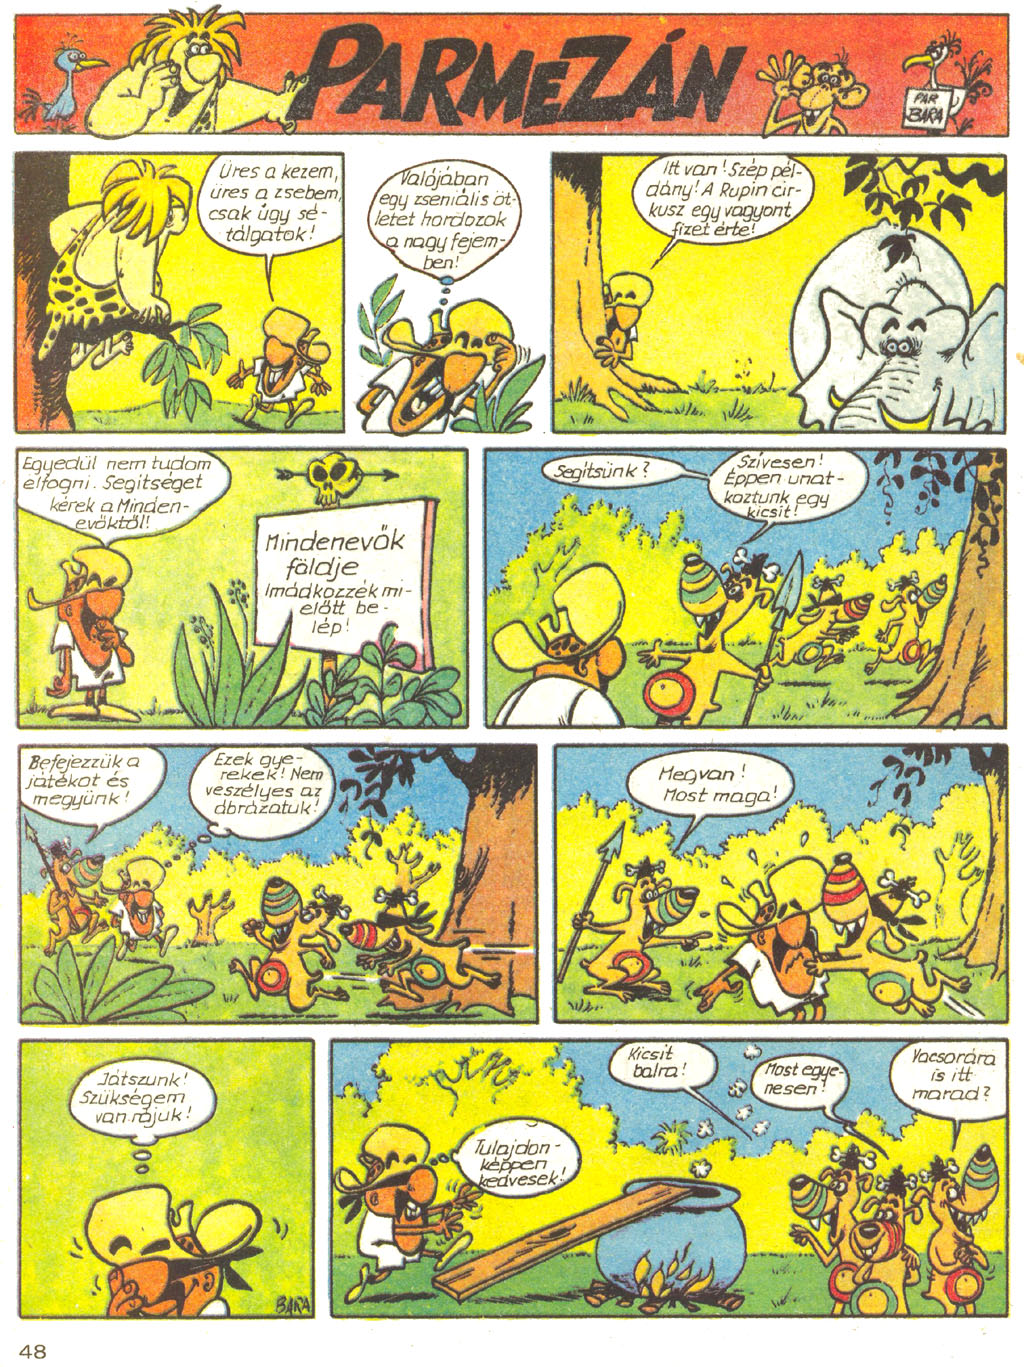 PARMEZÁN
PAR
BARA
Üres a kezem,
üres a zsebem,
csak úgy sé-
tálgatok!
Valójában
egy zseniális öt-
letet hordozok
a nagy fejem-
ben!
Itt van! Szép pél-
dány! A Rupin cir-
kusz egy vagyont
fizet érte!
Egyedül nem tudom
elfogni. Segitséget
kérek a Minden-
evőktől!
Mindenevők
földje
Imádkozzék mi-
előtt be-
lép!
Segítsünk?
Szívesen!
Éppen unat-
koztunk egy
kicsit!
Befejezzük a
játékot és
megyünk!
Ezek gye-
rekek! Nem
veszélyes az
ábrázatuk!
Megvan!
Most maga!
Játszunk!
Szükségem
van rájuk!
BARA
Tulajdon-
képpen
kedvesek!
Kicsit
balra!
Most egye-
nesen!
Vacsorára
is itt
marad?
48